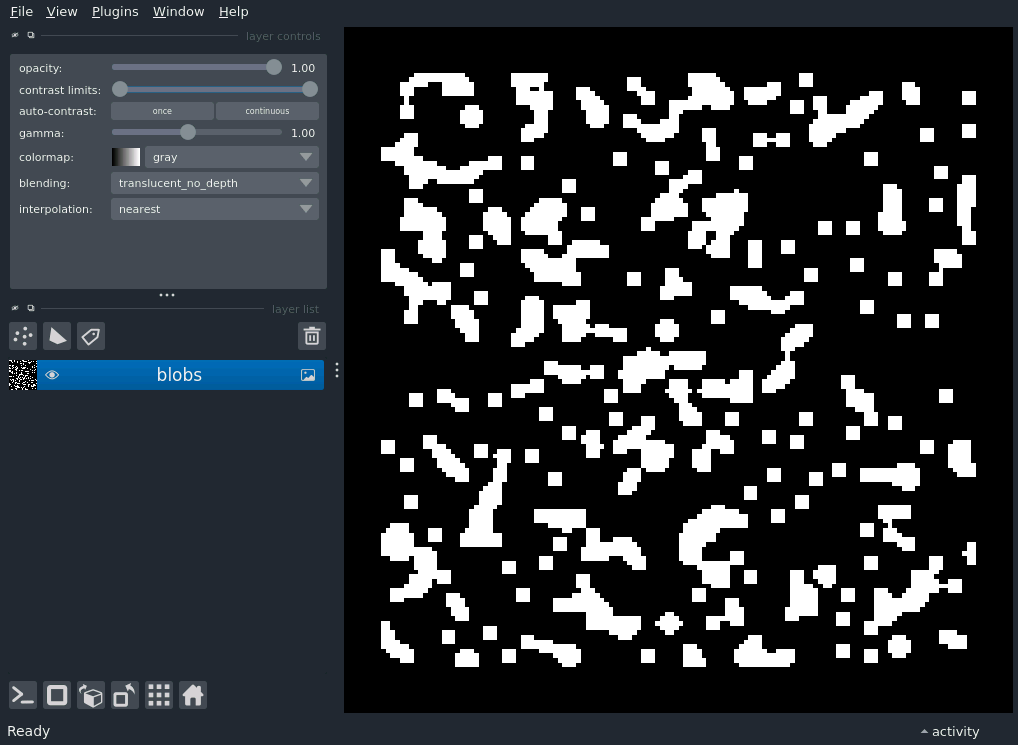 File View Plugins Window Help
layer controls
opacity: 1.00
contrast limits:
auto-contrast: once continuous
gamma: 1.00
colormap: gray
blending: translucent_no_depth
interpolation: nearest
layer list
blobs
Ready activity